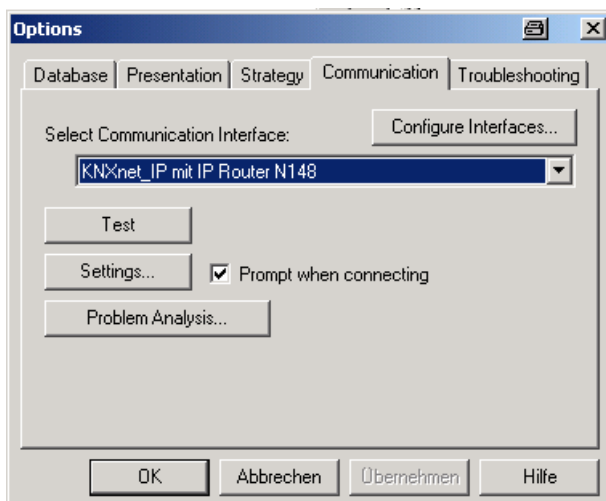 Options
Database Presentation Strategy Communication Troubleshooting
Configure Interfaces...
Select Communication Interface:
KNXnet_IP mit IP Router N148
Test
Settings... Prompt when connecting
Problem Analysis...
OK Abbrechen Übernehmen Hilfe